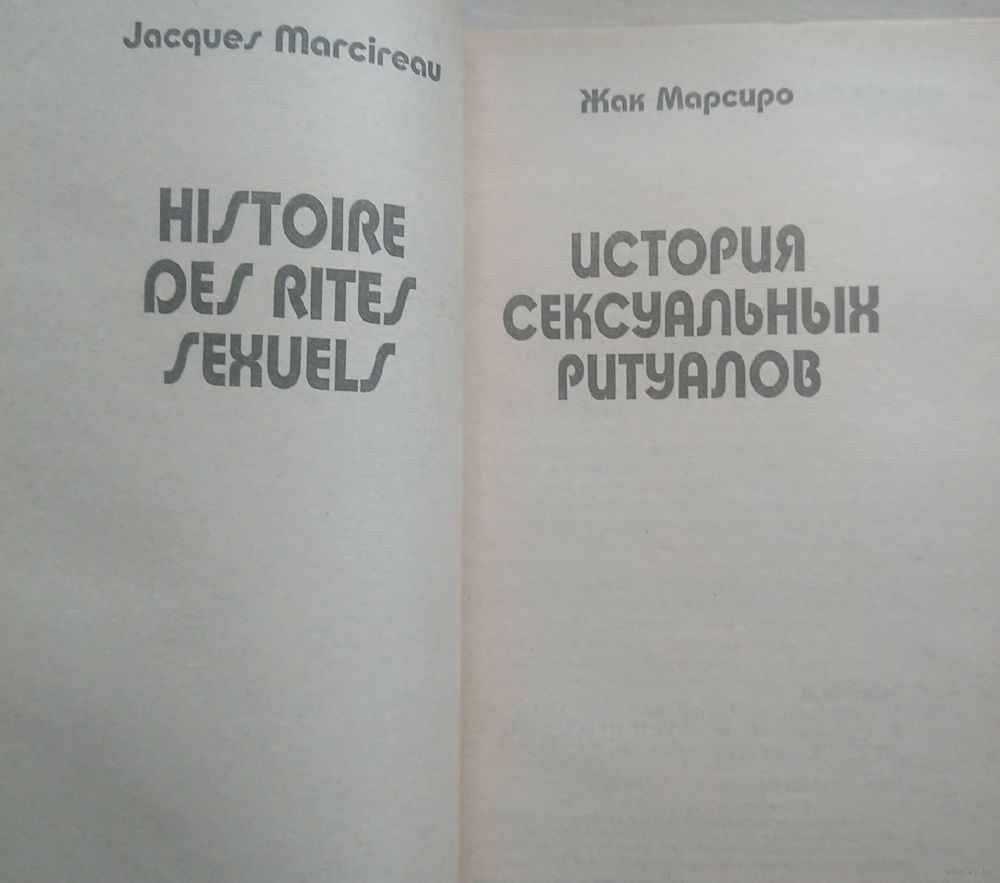 Jacques Marcireau
HISTOIRE
DES RITES
SEXUELS
Жак Марсиро
ИСТОРИЯ
СЕКСУАЛЬНЫХ
РИТУАЛОВ